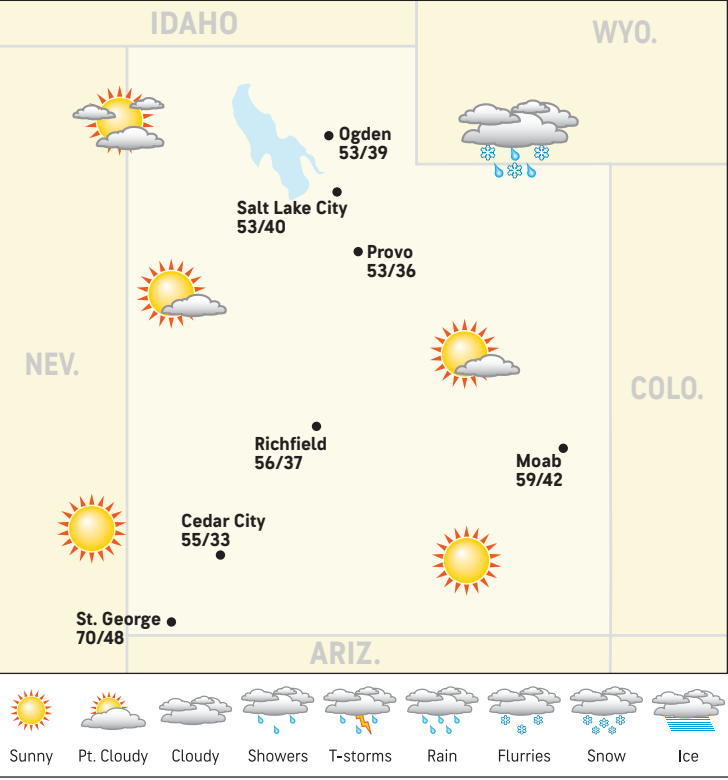 IDAHO
WYO.
Ogden
53/39
Salt Lake City
53/40
Provo
53/36
NEV.
COLO.
Richfield
56/37
Moab
59/42
Cedar City
55/33
St. George
70/48
ARIZ.
Sunny
Pt. Cloudy
Cloudy
Showers
T-storms
Rain
Flurries
Snow
Ice